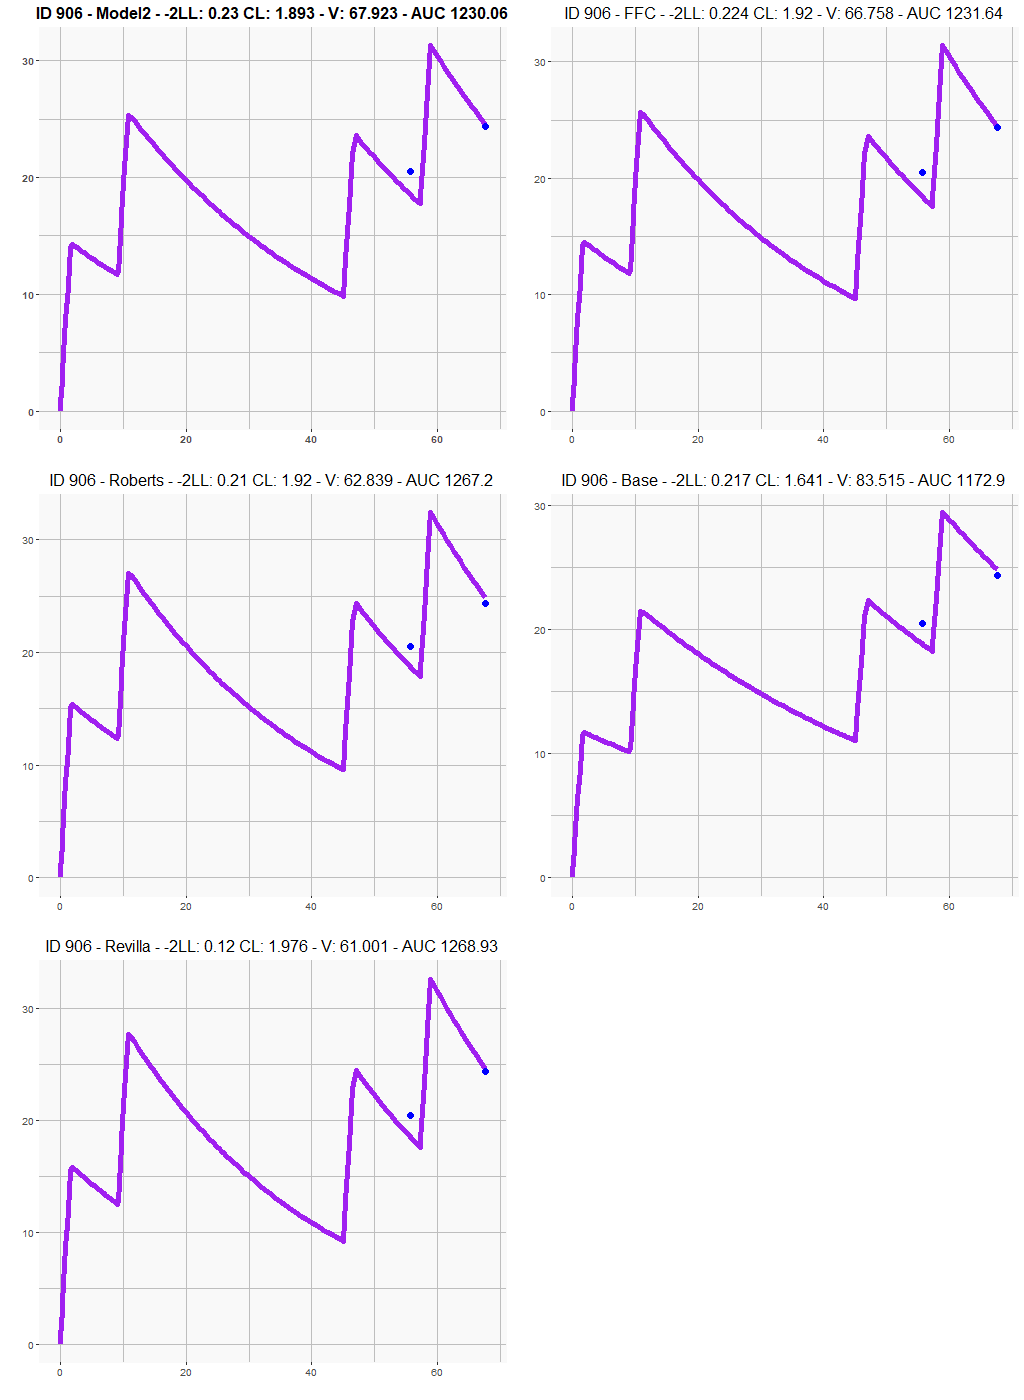 ID 906 - Model2 - -2LL: 0.23 CL: 1.893 - V: 67.923 - AUC 1230.06
30
20
10
0
0 20 40 60
ID 906 - FFC - -2LL: 0.224 CL: 1.92 - V: 66.758 - AUC 1231.64
30
20
10
0
0 20 40 60
ID 906 - Roberts - -2LL: 0.21 CL: 1.92 - V: 62.839 - AUC 1267.2
30
20
10
0
0 20 40 60
ID 906 - Base - -2LL: 0.217 CL: 1.641 - V: 83.515 - AUC 1172.9
30
20
10
0
0 20 40 60
ID 906 - Revilla - -2LL: 0.12 CL: 1.976 - V: 61.001 - AUC 1268.93
30
20
10
0
0 20 40 60